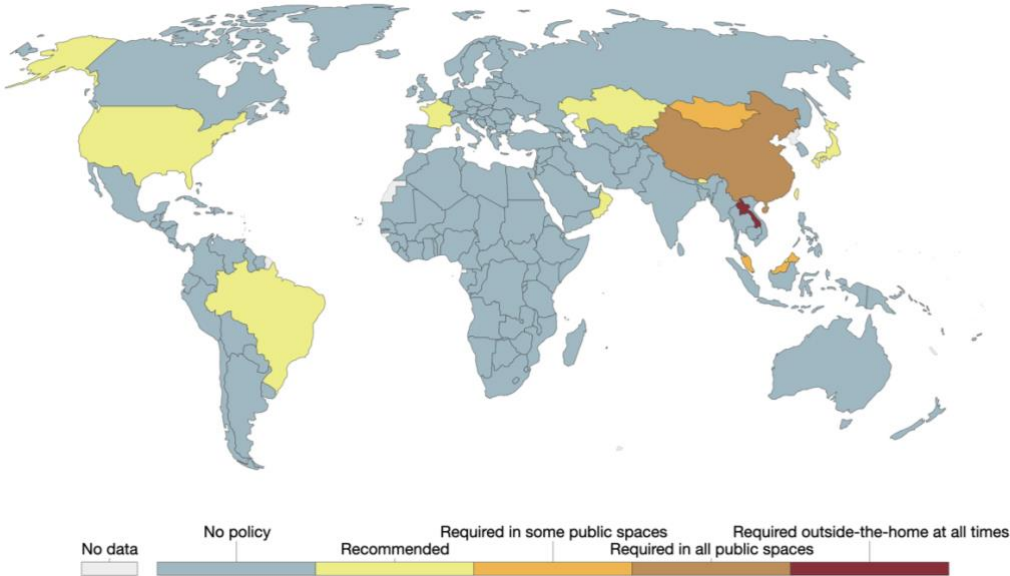 No policy
Required in some public spaces
Required outside-the-home at all times
No data
Recommended
Required in all public spaces